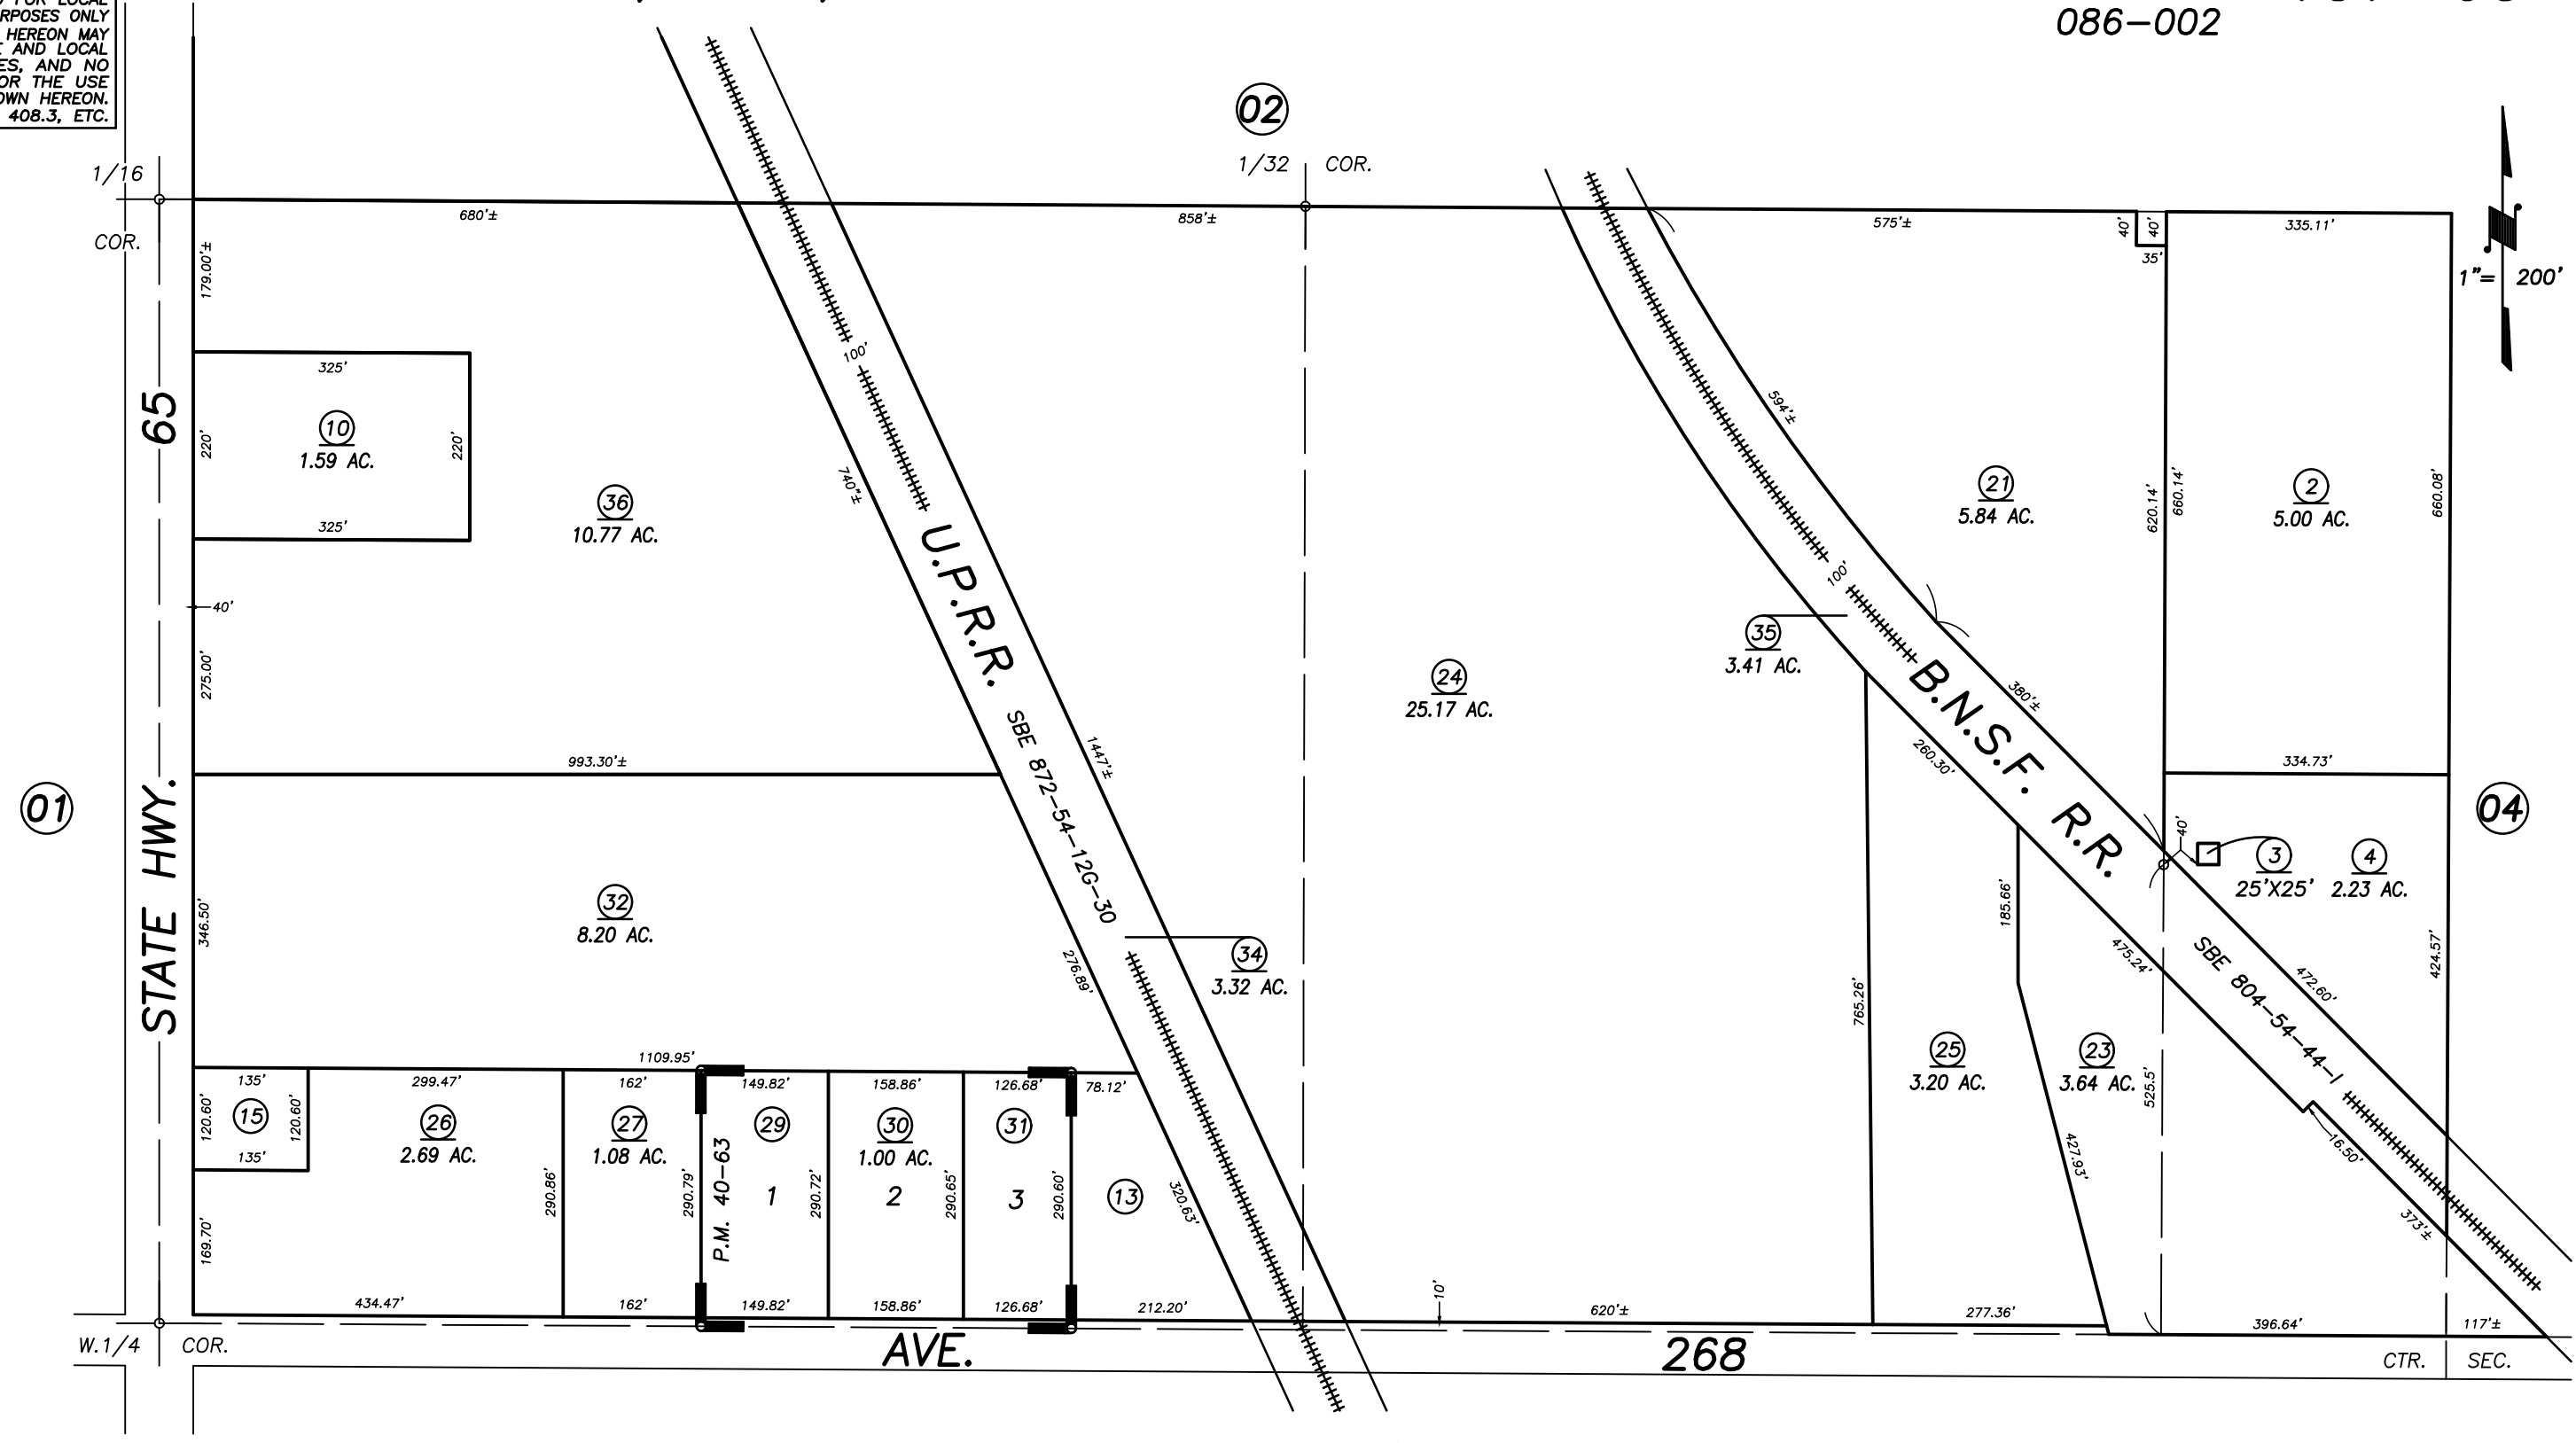 FOR LOCAL
RPOSES ONLY
HEREON MAY
AND LOCAL
ES, AND NO
OR THE USE
OWN HEREON.
408.3, ETC.
086-002
02
1/16
1/32 COR.
COR.
680'±
858'±
575'±
40'
40'
35'
335.11'
1"= 200'
179.00'±
325'
10
1.59 AC.
220'
220'
325'
65
STATE HWY.
100'
740"±
36
10.77 AC.
40'
275.00'
993.30'±
U.P.R.R.
SBE 872-54-12G-30
1447'±
594'±
100'
21
5.84 AC.
620.14'
660.14'
2
5.00 AC.
660.08'
35
3.41 AC.
24
25.17 AC.
B.N.S.F. R.R.
380'±
260.30'
334.73'
01
04
40'
3
25'X25'
4
2.23 AC.
32
8.20 AC.
346.50'
276.89'
34
3.32 AC.
185.66'
765.26'
475.24'
SBE 804-54-44-1
472.60'
424.57'
1109.95'
135'
299.47'
162'
149.82'
158.86'
126.68'
78.12'
120.60'
15
120.60'
135'
26
2.69 AC.
27
1.08 AC.
29
30
1.00 AC.
31
25
3.20 AC.
23
3.64 AC.
525.5'
427.93'
16.50'
373'±
290.86'
290.79'
P.M. 40-63
1
290.72'
2
290.65'
3
290.60'
13
320.63'
169.70'
434.47'
162'
149.82'
158.86'
126.68'
212.20'
10'
620'±
277.36'
396.64'
117'±
W.1/4 COR.
AVE. 268
CTR. SEC.